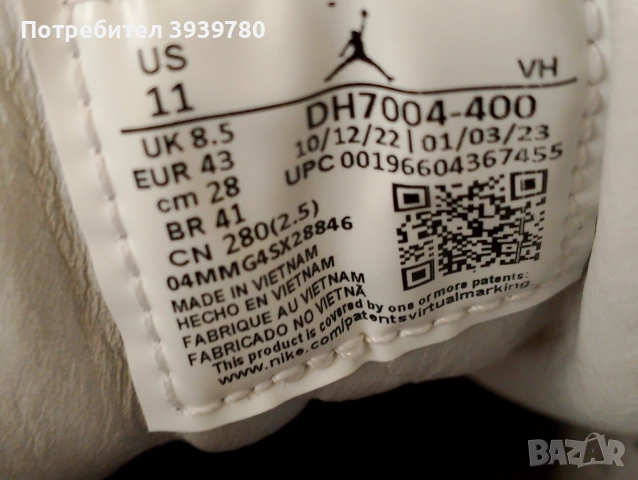 Потребител 3939780
US
11
VH
DH7004-400
10/12/22 | 01/03/23
UPC 00196604367455
UK 8.5
EUR 43
cm 28
BR 41
CN 280(2.5)
04MMG4SX28846
MADE IN VIETNAM
HECHO EN VIETNAM
FABRIQUE AU VIETNAM
FABRICADO NO VIETNÃ
This product is covered by one or more patents:
www.nike.com/patentsvirtualmarking
BAZAR